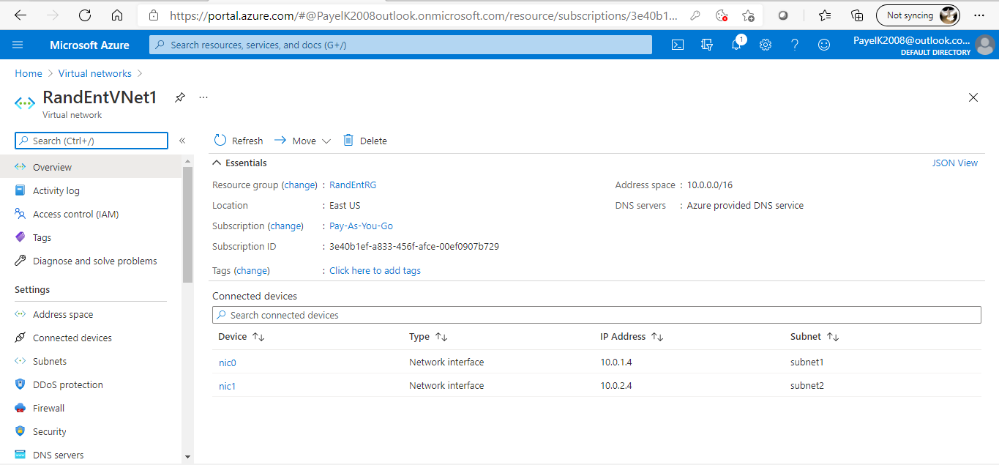 https://portal.azure.com/#@PayelK2008outlook.onmicrosoft.com/resource/subscriptions/3e40b1... Not syncing
Microsoft Azure Search resources, services, and docs (G+/) 1 PayelK2008@outlook.co...
DEFAULT DIRECTORY
Home > Virtual networks >
RandEntVNet1 ...
Virtual network
Search (Ctrl+/) «
Overview
Activity log
Access control (IAM)
Tags
Diagnose and solve problems
Settings
Address space
Connected devices
Subnets
DDoS protection
Firewall
Security
DNS servers
Refresh Move Delete
Essentials JSON View
Resource group (change) : RandEntRG Address space : 10.0.0.0/16
Location : East US DNS servers : Azure provided DNS service
Subscription (change) : Pay-As-You-Go
Subscription ID : 3e40b1ef-a833-456f-afce-00ef0907b729
Tags (change) : Click here to add tags
Connected devices
Search connected devices
Device Type IP Address Subnet
nic0 Network interface 10.0.1.4 subnet1
nic1 Network interface 10.0.2.4 subnet2